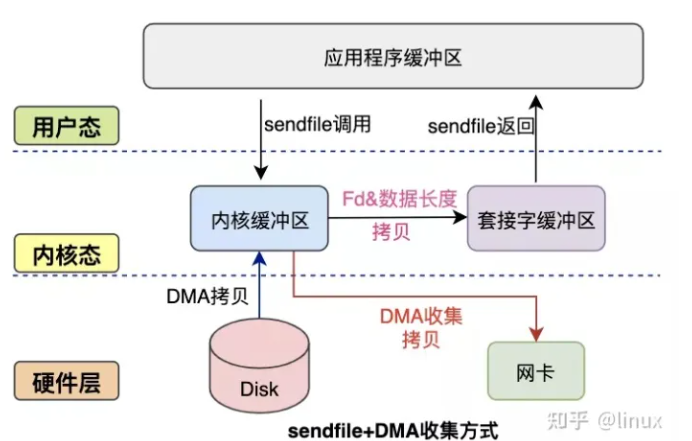 应用程序缓冲区
sendfile调用
sendfile返回
用户态
内核缓冲区
Fd&数据长度
拷贝
套接字缓冲区
内核态
DMA拷贝
DMA收集
拷贝
硬件层
Disk
网卡
sendfile+DMA收集方式
知乎 @linux